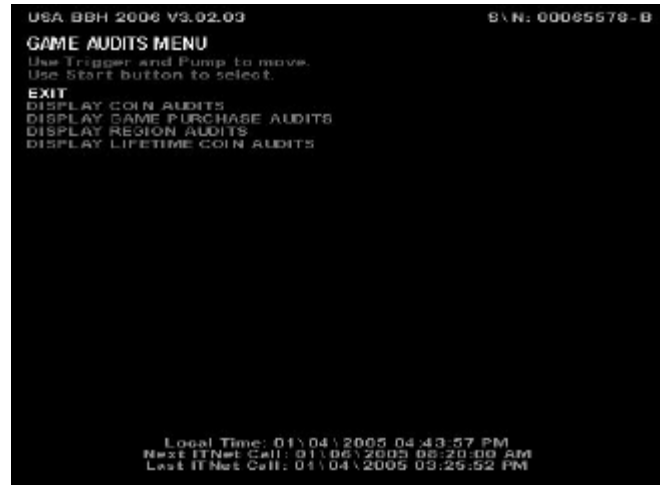 USA BBH 2006 V3.02.03 S\N: 00065578-B
GAME AUDITS MENU
Use Trigger and Pump to move.
Use Start button to select.
EXIT
DISPLAY COIN AUDITS
DISPLAY GAME PURCHASE AUDITS
DISPLAY REGION AUDITS
DISPLAY LIFETIME COIN AUDITS
Local Time: 01\04\2005 04:43:57 PM
Next ITNet Call: 01\06\2005 06:20:00 AM
Last ITNet Call: 01\04\2005 03:25:52 PM